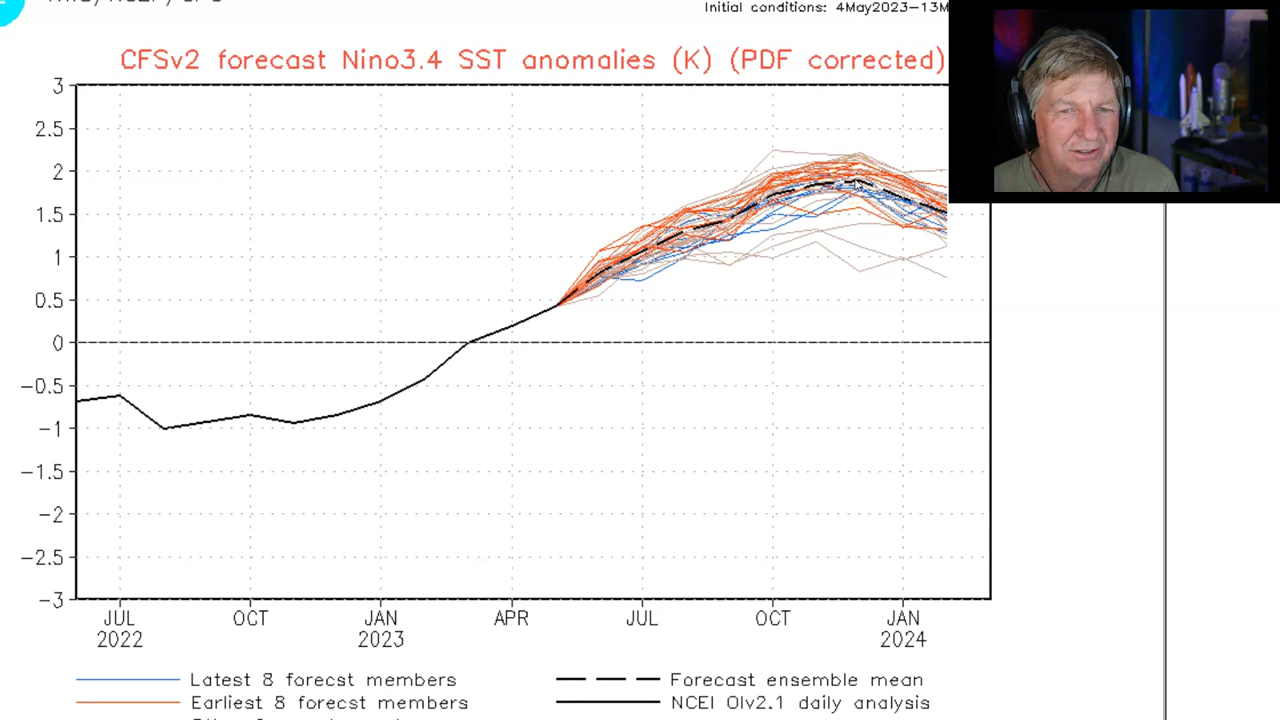 Initial conditions: 4May2023–13M
CFSv2 forecast Nino3.4 SST anomalies (K) (PDF corrected)
3
2.5
2
1.5
1
0.5
0
−0.5
−1
−1.5
−2
−2.5
−3
JUL OCT JAN APR JUL OCT JAN
2022 2023 2024
Latest 8 forecst members Forecast ensemble mean
Earliest 8 forecst members NCEI OIv2.1 daily analysis